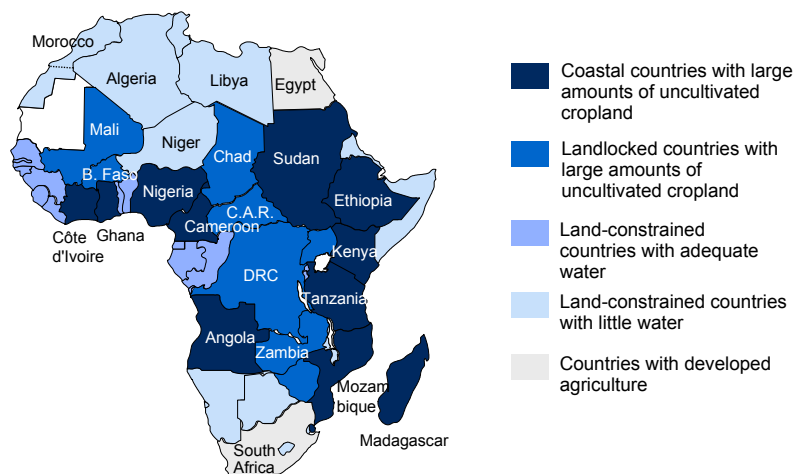 Morocco
Algeria
Libya
Egypt
Mali
Niger
Chad
Sudan
B. Faso
Nigeria
Ethiopia
C.A.R.
Cameroon
Côte
d'Ivoire
Ghana
Kenya
DRC
Tanzania
Angola
Zambia
Mozam
bique
Madagascar
South
Africa
Coastal countries with large
amounts of uncultivated
cropland
Landlocked countries with
large amounts of
uncultivated cropland
Land-constrained
countries with adequate
water
Land-constrained countries
with little water
Countries with developed
agriculture